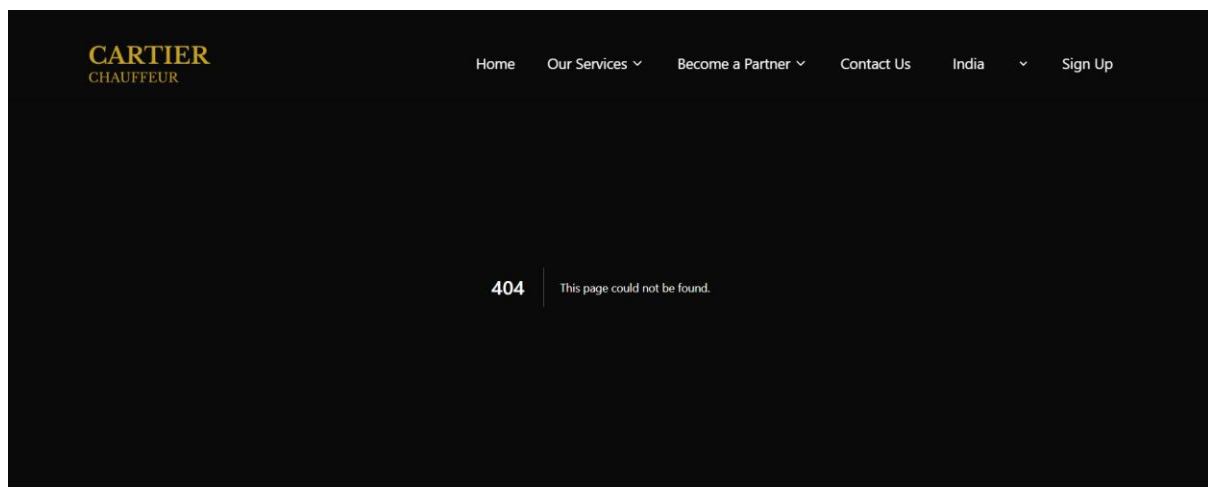 CARTIER
CHAUFFEUR
Home Our Services Become a Partner Contact Us India Sign Up
404 This page could not be found.